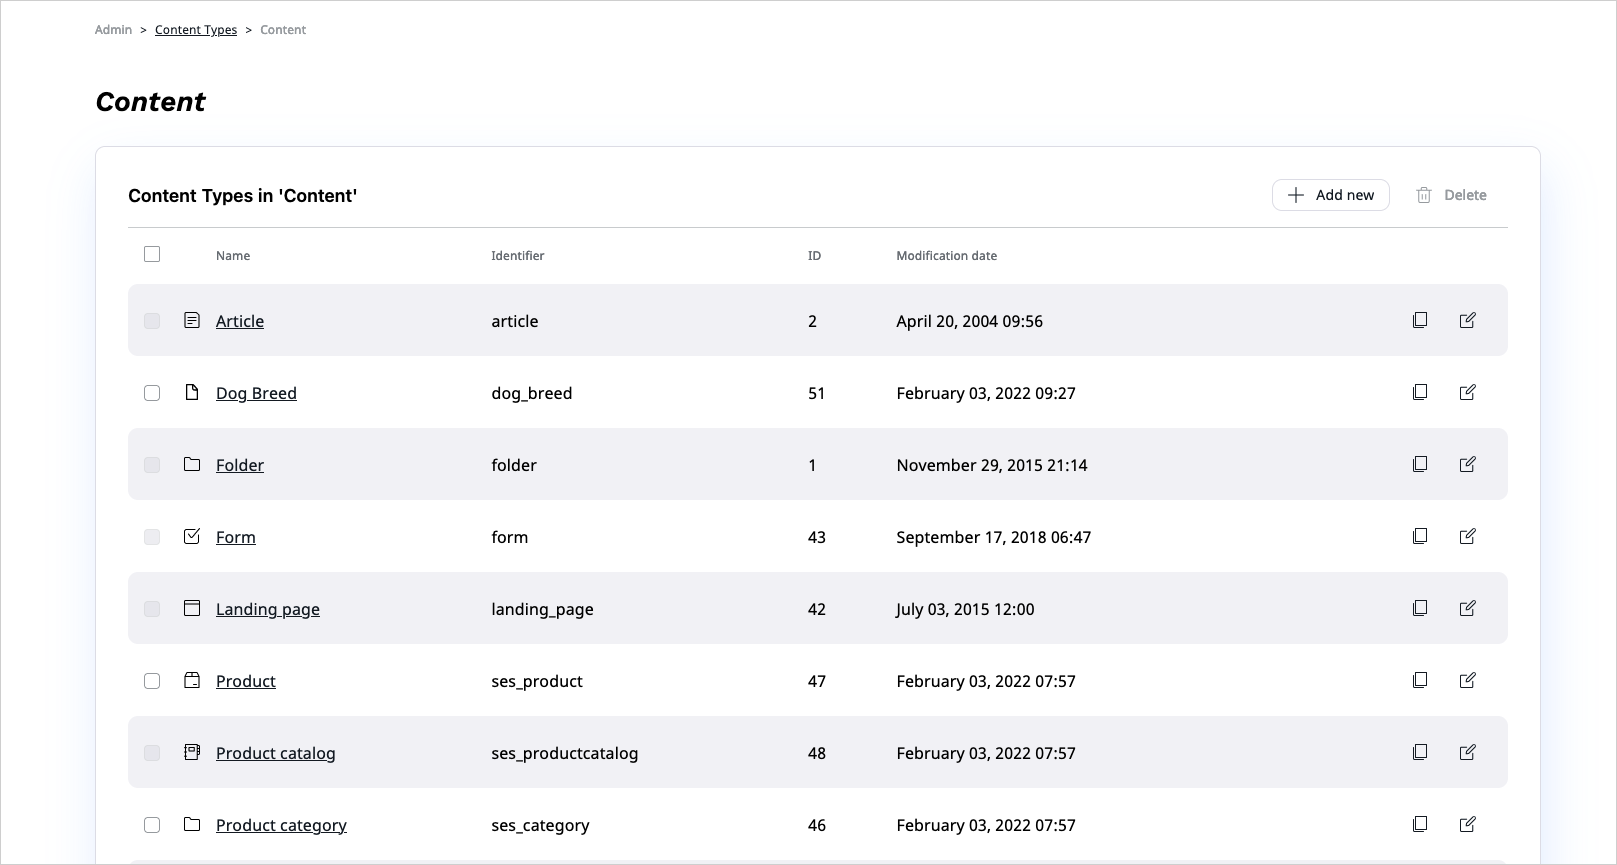 Admin > Content Types > Content
Content
Content Types in 'Content'
Add new
Delete
Name Identifier ID Modification date
Article article 2 April 20, 2004 09:56
Dog Breed dog_breed 51 February 03, 2022 09:27
Folder folder 1 November 29, 2015 21:14
Form form 43 September 17, 2018 06:47
Landing page landing_page 42 July 03, 2015 12:00
Product ses_product 47 February 03, 2022 07:57
Product catalog ses_productcatalog 48 February 03, 2022 07:57
Product category ses_category 46 February 03, 2022 07:57